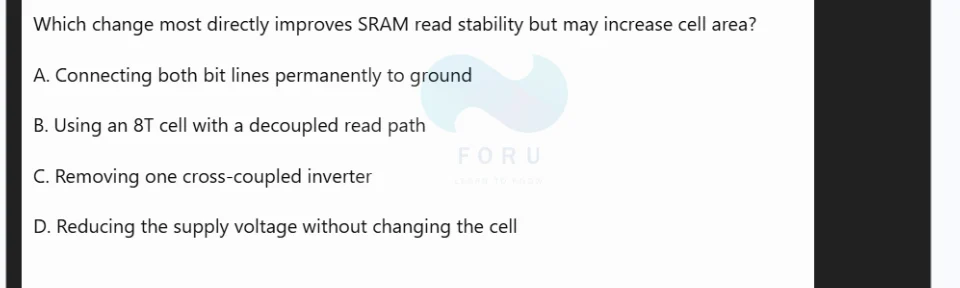 Which change most directly improves SRAM read stability but may increase cell area?
A. Connecting both bit lines permanently to ground
B. Using an 8T cell with a decoupled read path
FORU
C. Removing one cross-coupled inverter
D. Reducing the supply voltage without changing the cell